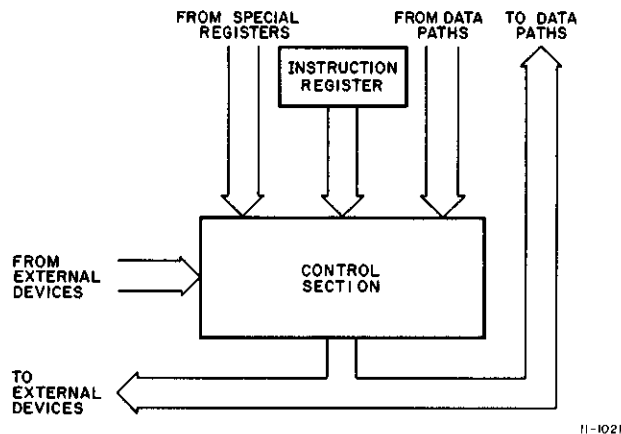 FROM SPECIAL
REGISTERS
FROM DATA
PATHS
TO DATA
PATHS
INSTRUCTION
REGISTER
FROM
EXTERNAL
DEVICES
CONTROL
SECTION
TO
EXTERNAL
DEVICES
11-1021